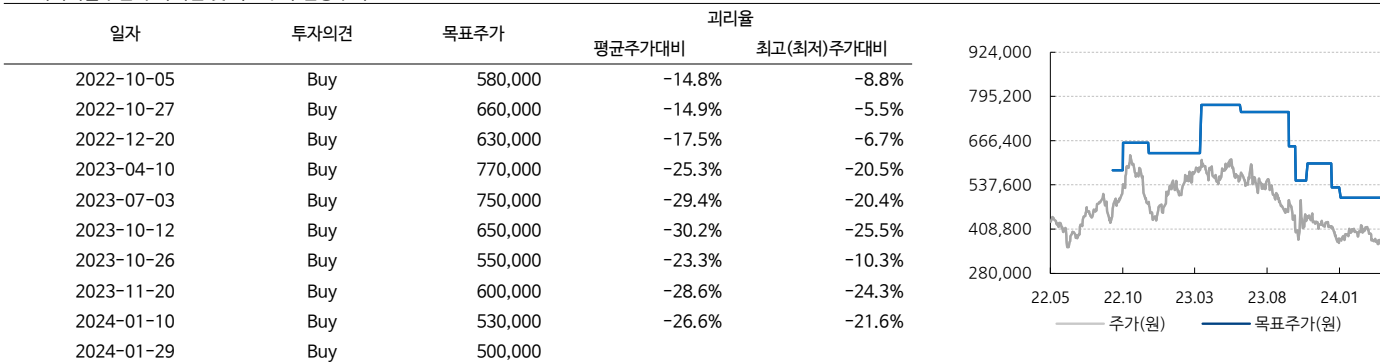 일자 투자의견 목표주가 괴리율
평균주가대비 최고(최저)주가대비
2022-10-05 Buy 580,000 -14.8% -8.8%
2022-10-27 Buy 660,000 -14.9% -5.5%
2022-12-20 Buy 630,000 -17.5% -6.7%
2023-04-10 Buy 770,000 -25.3% -20.5%
2023-07-03 Buy 750,000 -29.4% -20.4%
2023-10-12 Buy 650,000 -30.2% -25.5%
2023-10-26 Buy 550,000 -23.3% -10.3%
2023-11-20 Buy 600,000 -28.6% -24.3%
2024-01-10 Buy 530,000 -26.6% -21.6%
2024-01-29 Buy 500,000
924,000
795,200
666,400
537,600
408,800
280,000
22.05 22.10 23.03 23.08 24.01
주가(원) 목표주가(원)